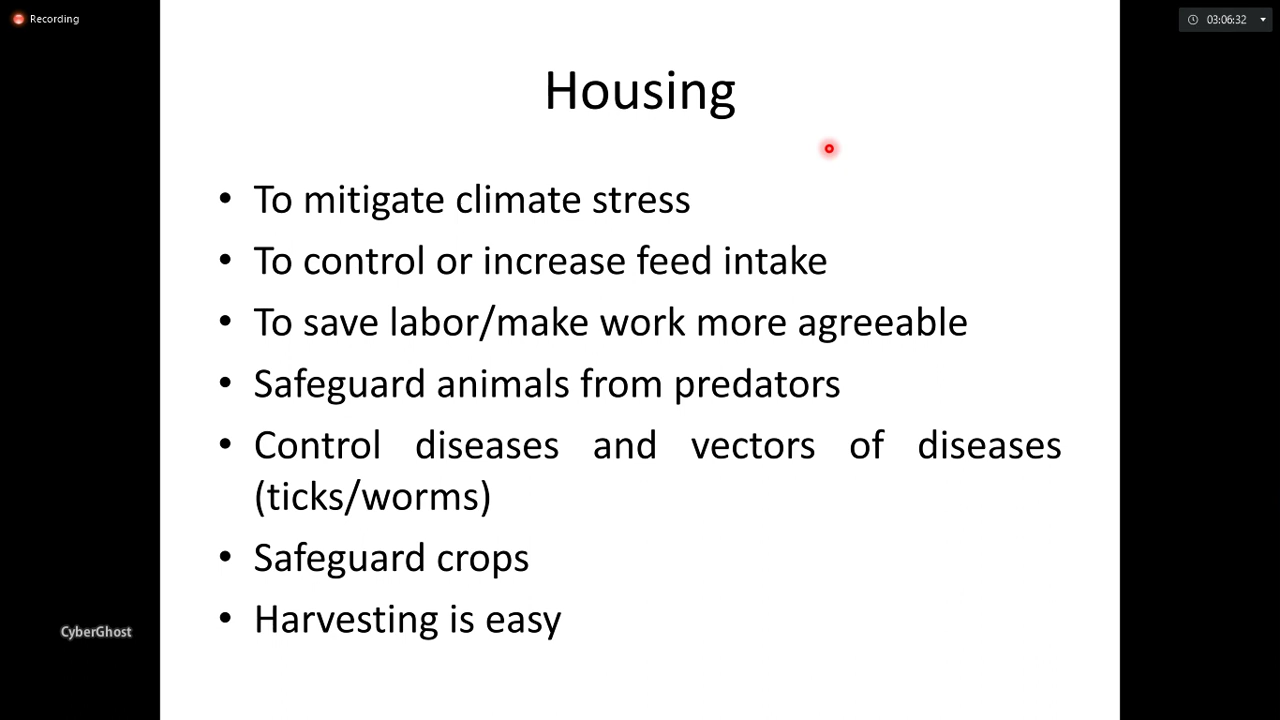 Recording
03:06:32
Housing
• To mitigate climate stress
• To control or increase feed intake
• To save labor/make work more agreeable
• Safeguard animals from predators
• Control diseases and vectors of diseases
(ticks/worms)
• Safeguard crops
• Harvesting is easy
CyberGhost